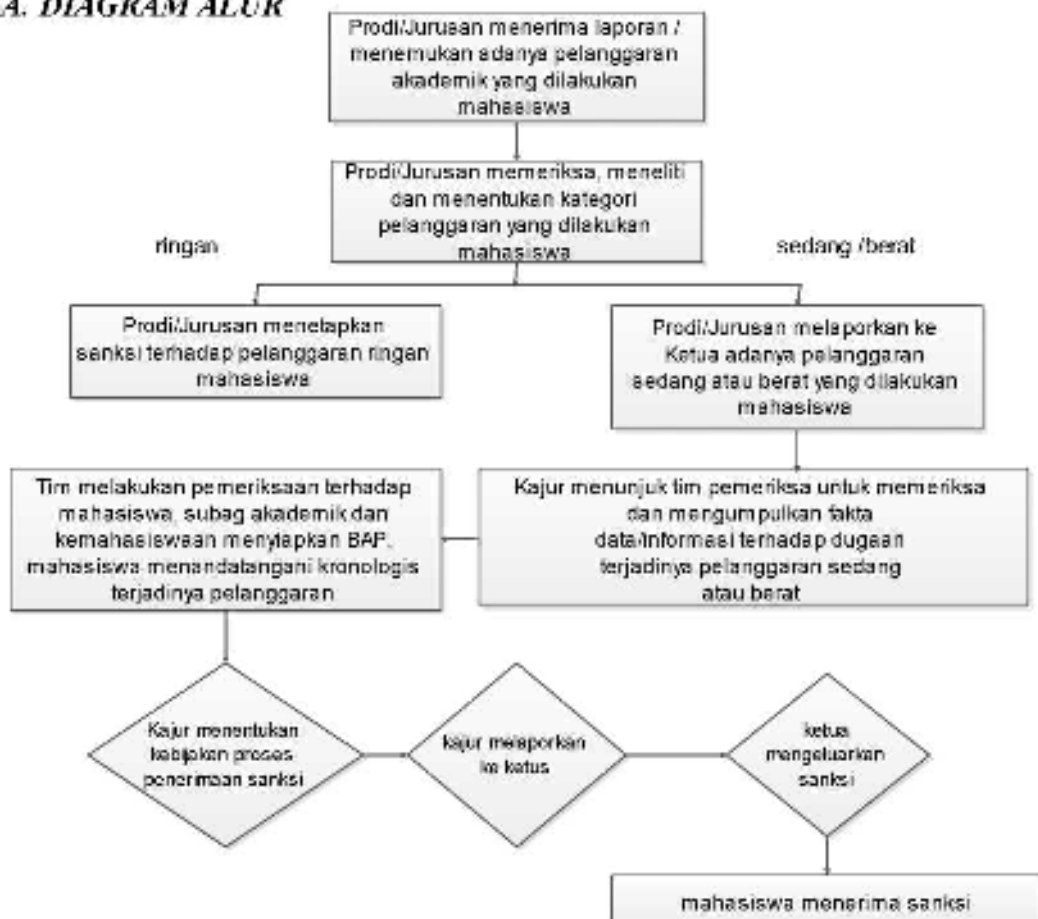 A. DIAGRAM ALUR
Prodi/Jurusan menerima laporan /
menemukan adanya pelanggaran
akademik yang dilakukan
mahasiswa
Prodi/Jurusan memeriksa, meneliti
dan menentukan kategori
pelanggaran yang dilakukan
mahasiswa
ringan
sedang /berat
Prodi/Jurusan menetapkan
sanksi terhadap pelanggaran ringan
mahasiswa
Prodi/Jurusan melaporkan ke
Ketua adanya pelanggaran
sedang atau berat yang dilakukan
mahasiswa
Tim melakukan pemeriksaan terhadap
mahasiswa, subag akademik dan
kemahasiswaan menyiapkan BAP,
mahasiswa menandatangani kronologis
terjadinya pelanggaran
Kajur menunjuk tim pemeriksa untuk memeriksa
dan mengumpulkan fakta
data/informasi terhadap dugaan
terjadinya pelanggaran sedang
atau berat
Kajur menentukan
kebijakan proses
penerimaan sanksi
kajur melaporkan
ke ketua
ketua
mengeluarkan
sanksi
mahasiswa menerima sanksi